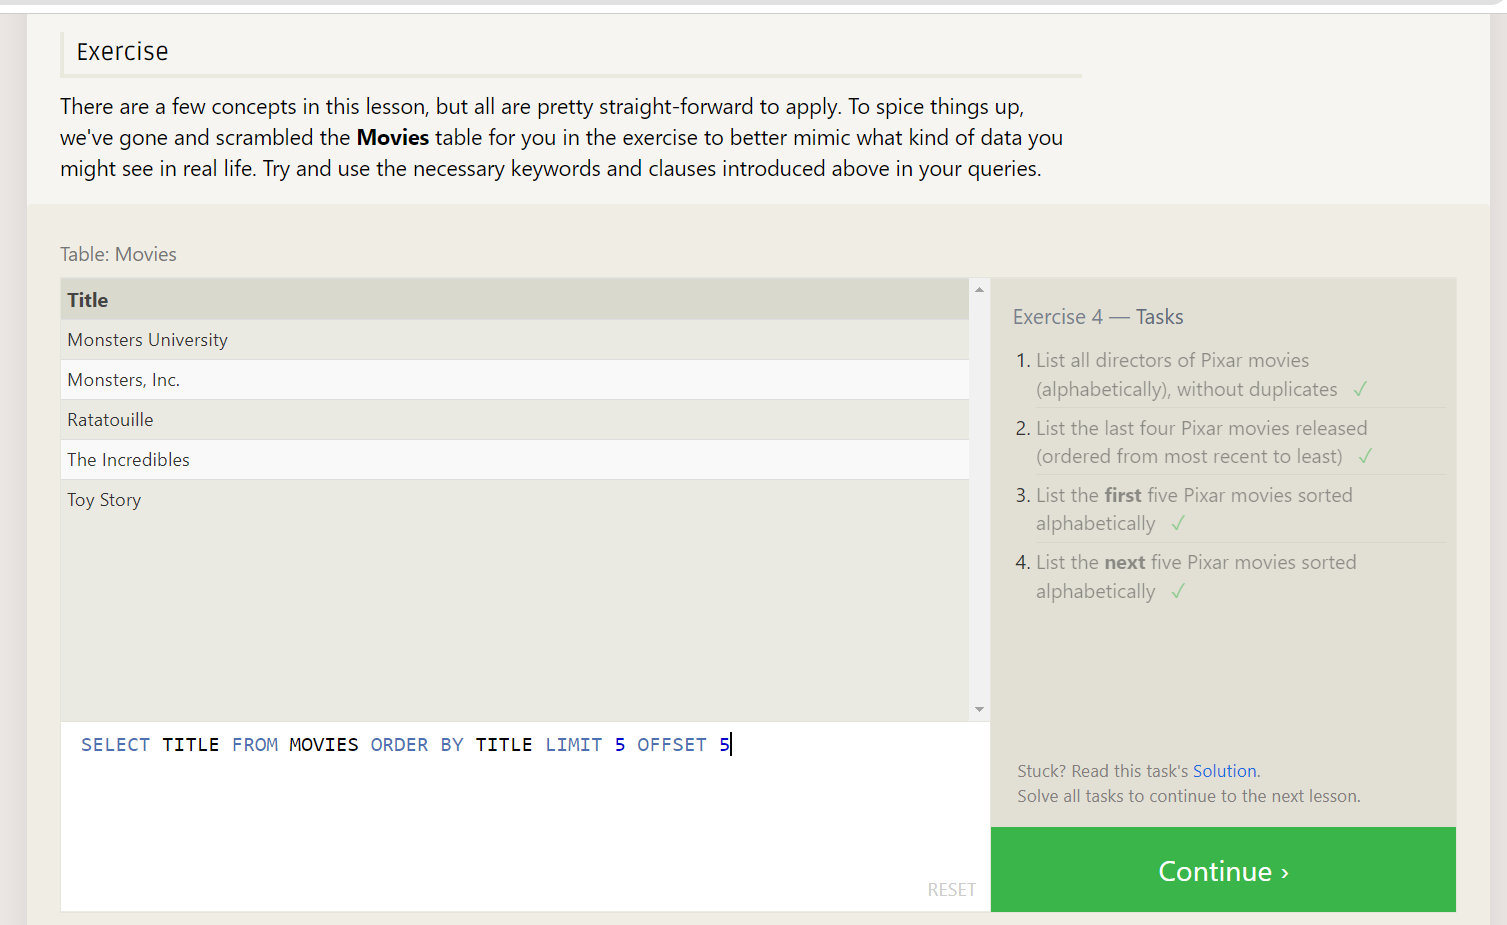 Exercise
There are a few concepts in this lesson, but all are pretty straight-forward to apply. To spice things up,
we've gone and scrambled the Movies table for you in the exercise to better mimic what kind of data you
might see in real life. Try and use the necessary keywords and clauses introduced above in your queries.
Table: Movies
Title
Monsters University
Monsters, Inc.
Ratatouille
The Incredibles
Toy Story
SELECT TITLE FROM MOVIES ORDER BY TITLE LIMIT 5 OFFSET 5
RESET
Exercise 4 — Tasks
1. List all directors of Pixar movies
(alphabetically), without duplicates ✓
2. List the last four Pixar movies released
(ordered from most recent to least) ✓
3. List the first five Pixar movies sorted
alphabetically ✓
4. List the next five Pixar movies sorted
alphabetically ✓
Stuck? Read this task's Solution.
Solve all tasks to continue to the next lesson.
Continue ›